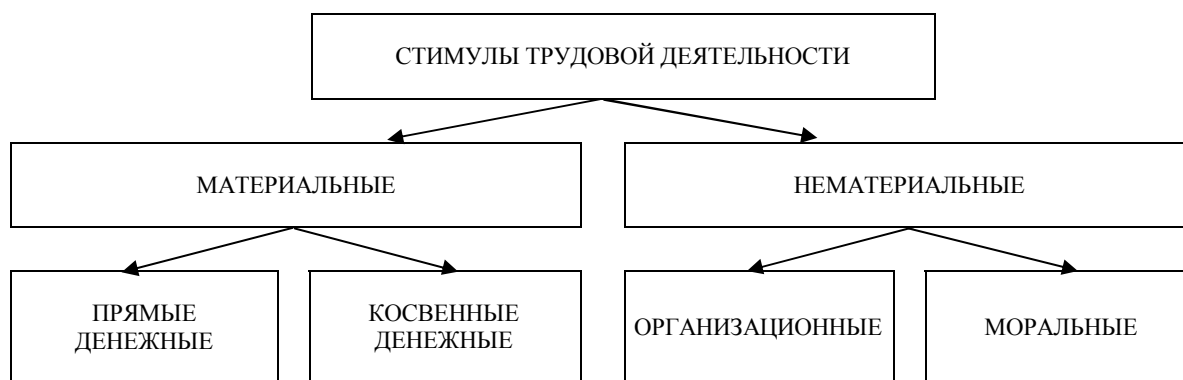 СТИМУЛЫ ТРУДОВОЙ ДЕЯТЕЛЬНОСТИ
МАТЕРИАЛЬНЫЕ
НЕМАТЕРИАЛЬНЫЕ
ПРЯМЫЕ
ДЕНЕЖНЫЕ
КОСВЕННЫЕ
ДЕНЕЖНЫЕ
ОРГАНИЗАЦИОННЫЕ
МОРАЛЬНЫЕ